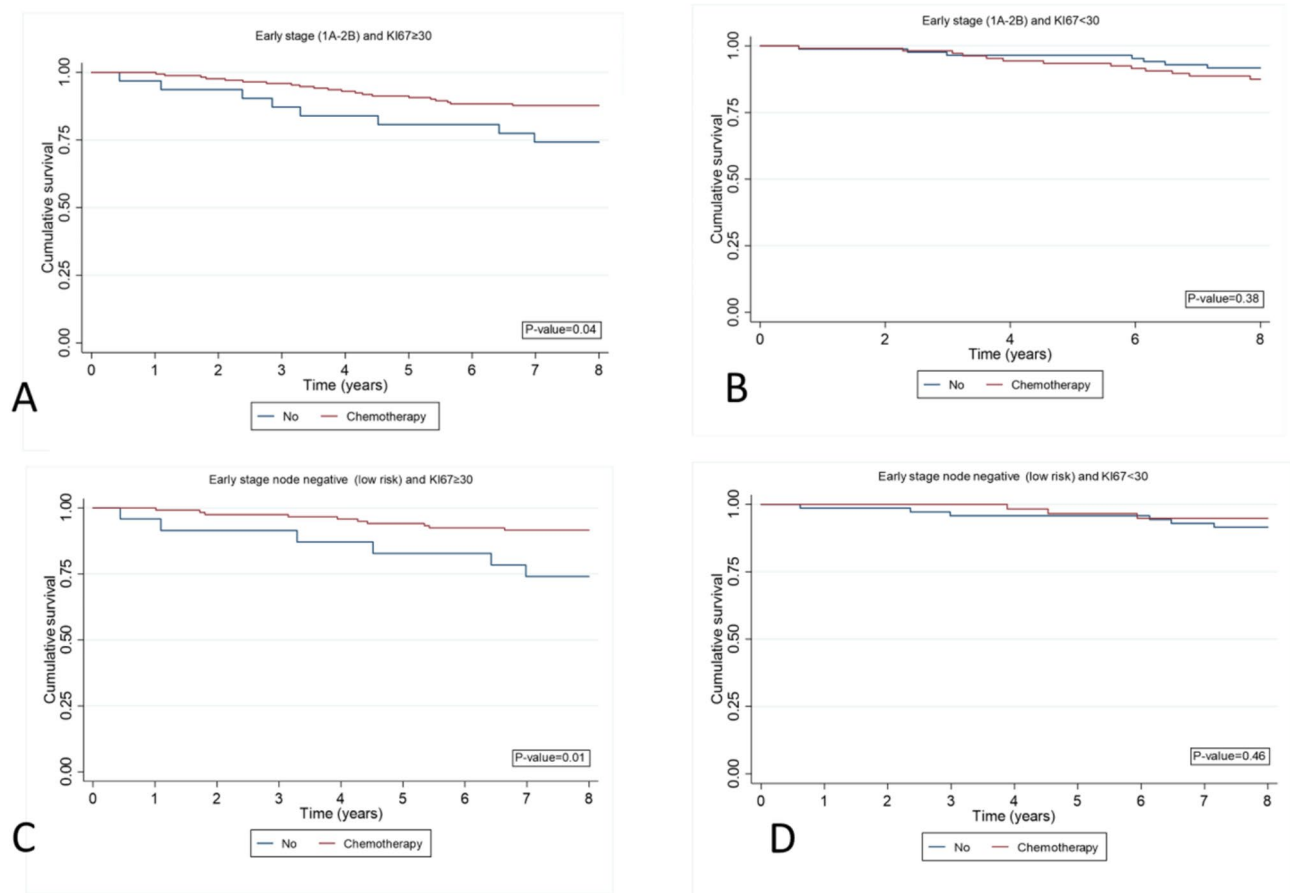 Early stage (1A-2B) and KI67≥30
Cumulative survival
1.00
0.75
0.50
0.25
0.00
0 1 2 3 4 5 6 7 8
Time (years)
P-value=0.04
No Chemotherapy
A
Early stage (1A-2B) and KI67<30
Cumulative survival
1.00
0.75
0.50
0.25
0.00
0 2 4 6 8
Time (years)
P-value=0.38
No Chemotherapy
B
Early stage node negative (low risk) and KI67≥30
Cumulative survival
1.00
0.75
0.50
0.25
0.00
0 1 2 3 4 5 6 7 8
Time (years)
P-value=0.01
No Chemotherapy
C
Early stage node negative (low risk) and KI67<30
Cumulative survival
1.00
0.75
0.50
0.25
0.00
0 1 2 3 4 5 6 7 8
Time (years)
P-value=0.46
No Chemotherapy
D